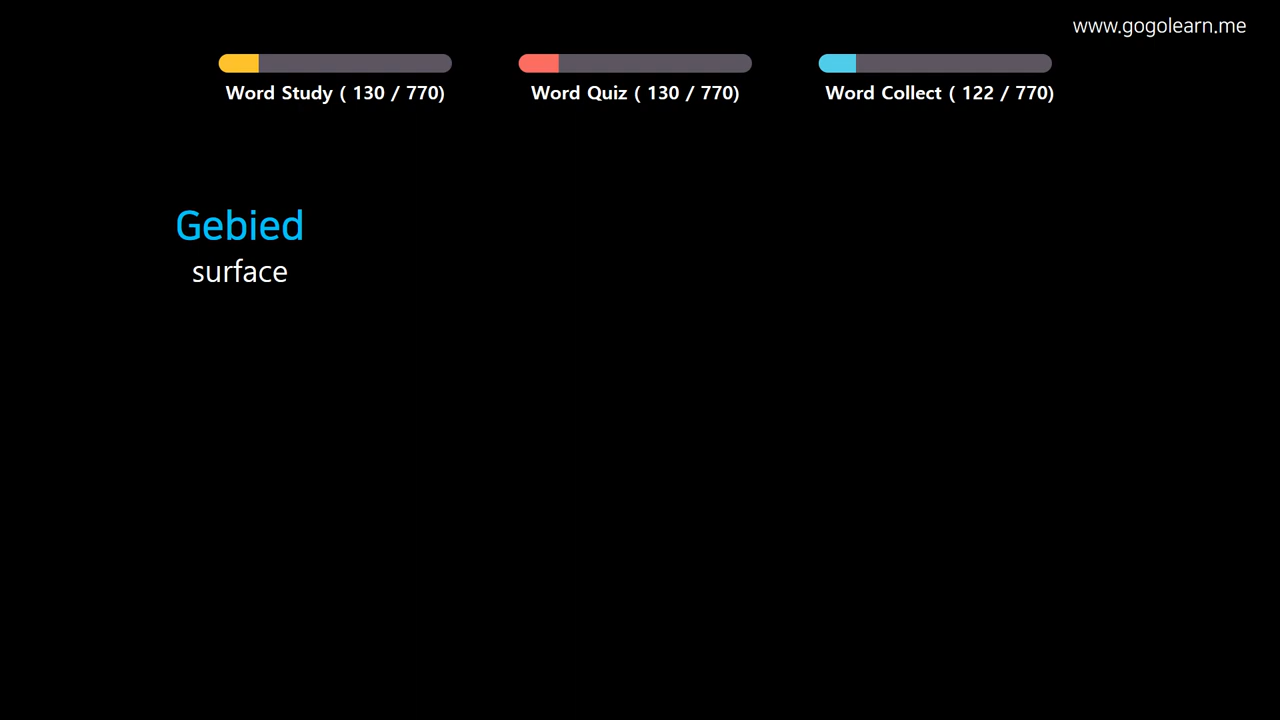 www.gogolearn.me
Word Study ( 130 / 770)
Word Quiz ( 130 / 770)
Word Collect ( 122 / 770)
Gebied
surface